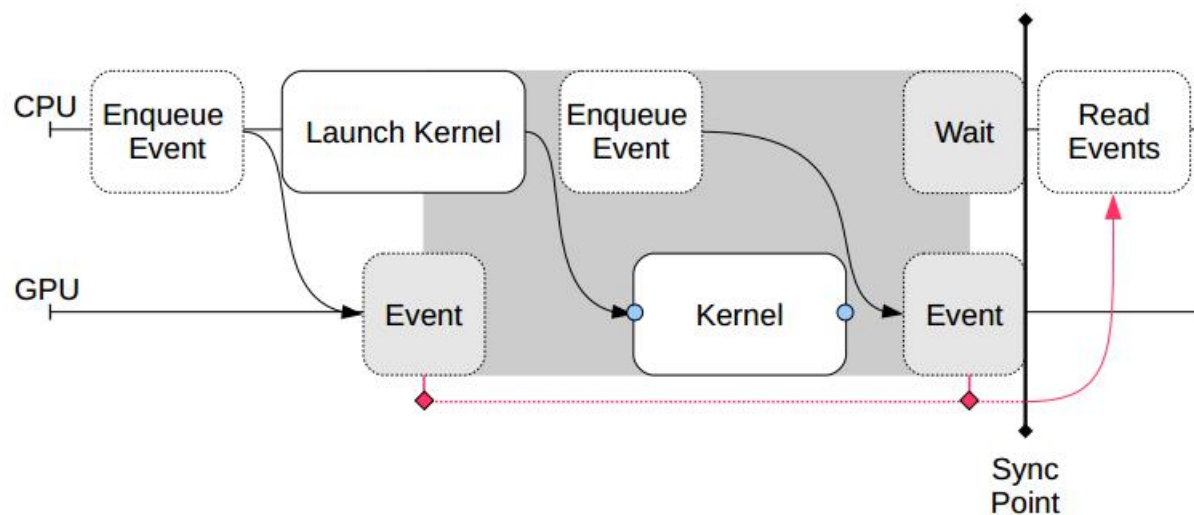 CPU
Enqueue
Event
Launch Kernel
Enqueue
Event
Wait
Read
Events
GPU
Event
Kernel
Event
Sync
Point